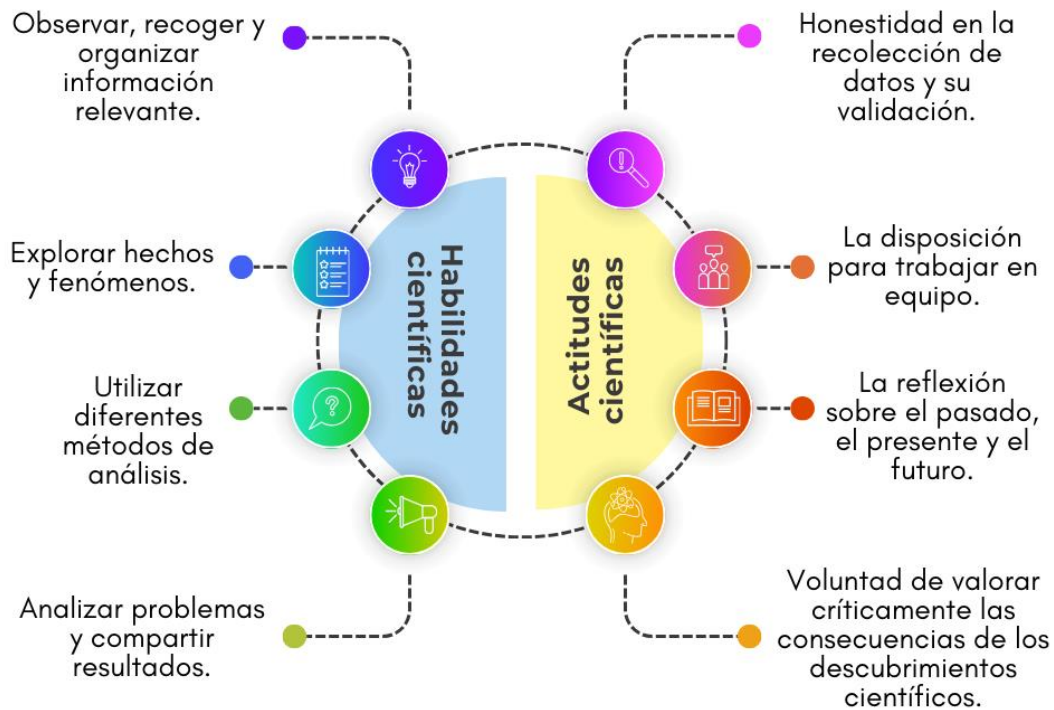 Observar, recoger y
organizar
información
relevante.
Explorar hechos
y fenómenos.
Utilizar
diferentes
métodos de
análisis.
Analizar problemas
y compartir
resultados.
Habilidades
científicas
Actitudes
científicas
Honestidad en la
recolección de
datos y su
validación.
La disposición
para trabajar en
equipo.
La reflexión
sobre el pasado,
el presente y el
futuro.
Voluntad de valorar
críticamente las
consecuencias de los
descubrimientos
científicos.